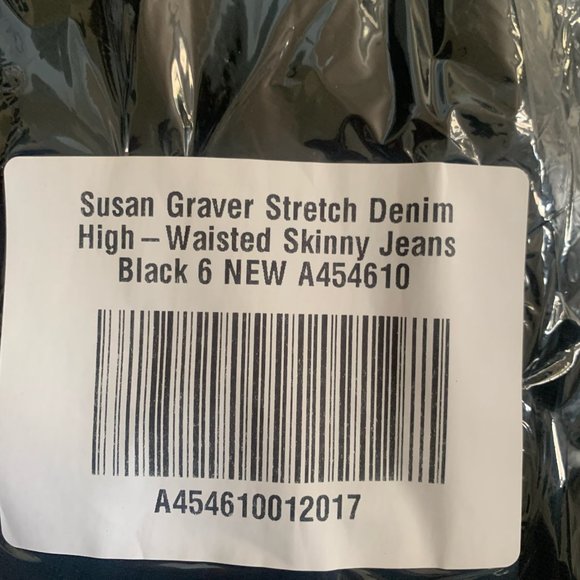 Susan Graver Stretch Denim
High – Waisted Skinny Jeans
Black 6 NEW A454610
A454610012017